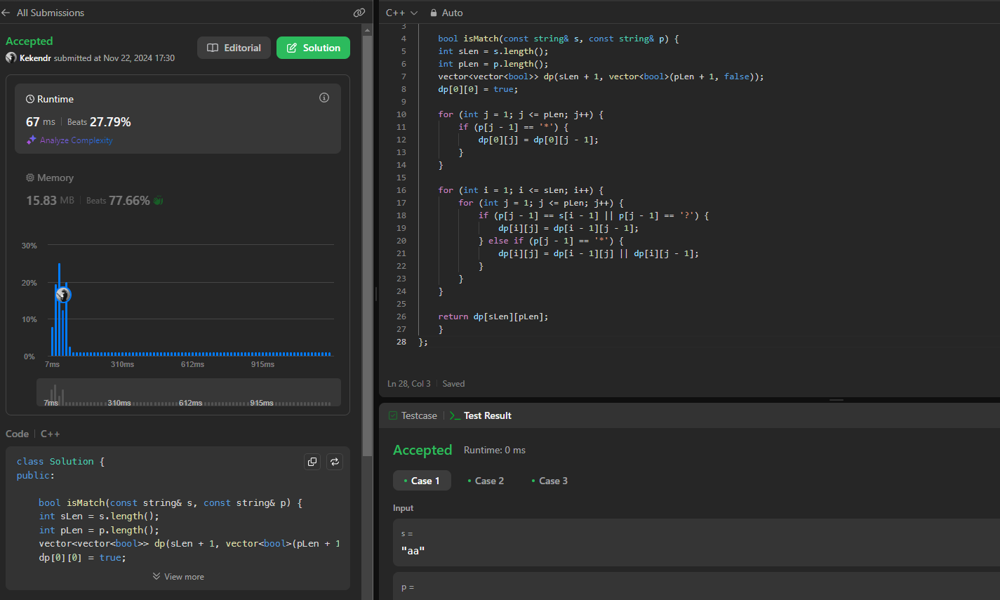 All Submissions
Accepted
Kekendr submitted at Nov 22, 2024 17:30
Editorial
Solution
Runtime
67 ms | Beats 27.79%
Analyze Complexity
Memory
15.83 MB | Beats 77.66%
30%
20%
10%
0%
7ms 310ms 612ms 915ms
7ms 310ms 612ms 915ms
Code | C++
class Solution {
public:
bool isMatch(const string& s, const string& p) {
int sLen = s.length();
int pLen = p.length();
vector<vector<bool>> dp(sLen + 1, vector<bool>(pLen + 1
dp[0][0] = true;
View more
C++ Auto
3
4 bool isMatch(const string& s, const string& p) {
5 int sLen = s.length();
6 int pLen = p.length();
7 vector<vector<bool>> dp(sLen + 1, vector<bool>(pLen + 1, false));
8 dp[0][0] = true;
9
10 for (int j = 1; j <= pLen; j++) {
11 if (p[j - 1] == '*') {
12 dp[0][j] = dp[0][j - 1];
13 }
14 }
15
16 for (int i = 1; i <= sLen; i++) {
17 for (int j = 1; j <= pLen; j++) {
18 if (p[j - 1] == s[i - 1] || p[j - 1] == '?') {
19 dp[i][j] = dp[i - 1][j - 1];
20 } else if (p[j - 1] == '*') {
21 dp[i][j] = dp[i - 1][j] || dp[i][j - 1];
22 }
23 }
24 }
25
26 return dp[sLen][pLen];
27 }
28 };
Ln 28, Col 3 | Saved
Testcase | >_ Test Result
Accepted Runtime: 0 ms
• Case 1 • Case 2 • Case 3
Input
s =
"aa"
p =